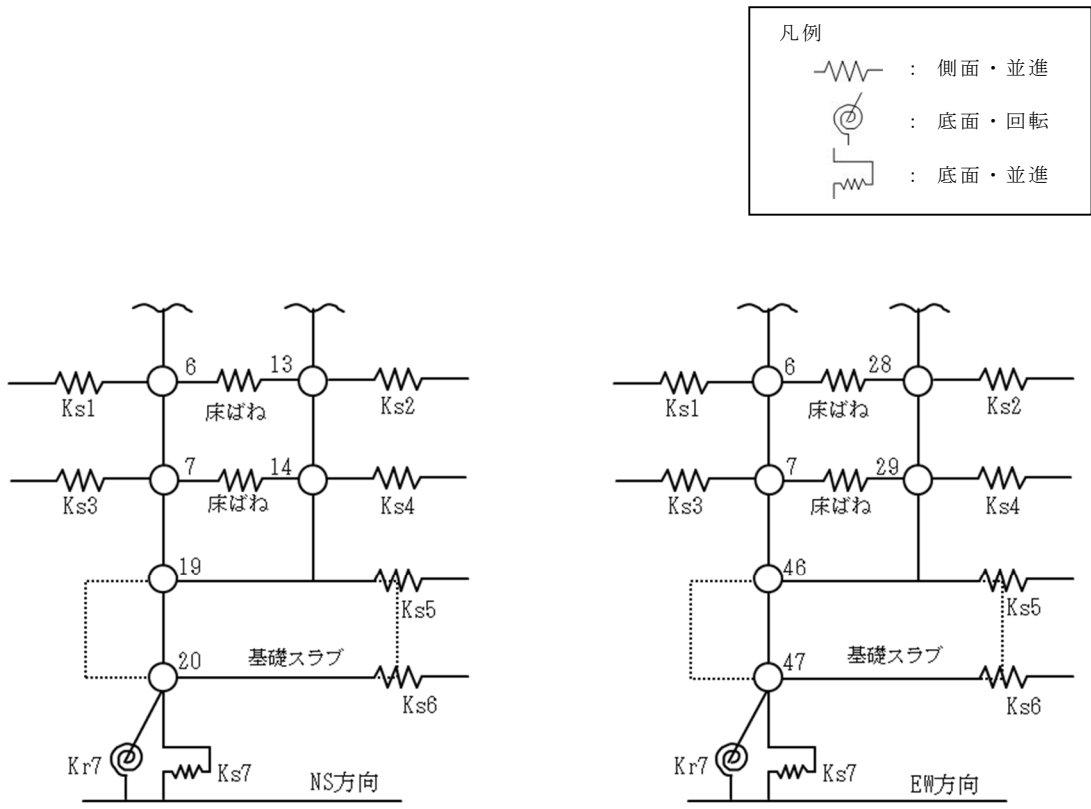 凡例
: 側面・並進
: 底面・回転
: 底面・並進
6
13
Ks1
床ばね
Ks2
7
14
Ks3
床ばね
Ks4
19
Ks5
20
基礎スラブ
Ks6
Kr7
Ks7
NS方向
6
28
Ks1
床ばね
Ks2
7
29
Ks3
床ばね
Ks4
46
Ks5
47
基礎スラブ
Ks6
Kr7
Ks7
EW方向